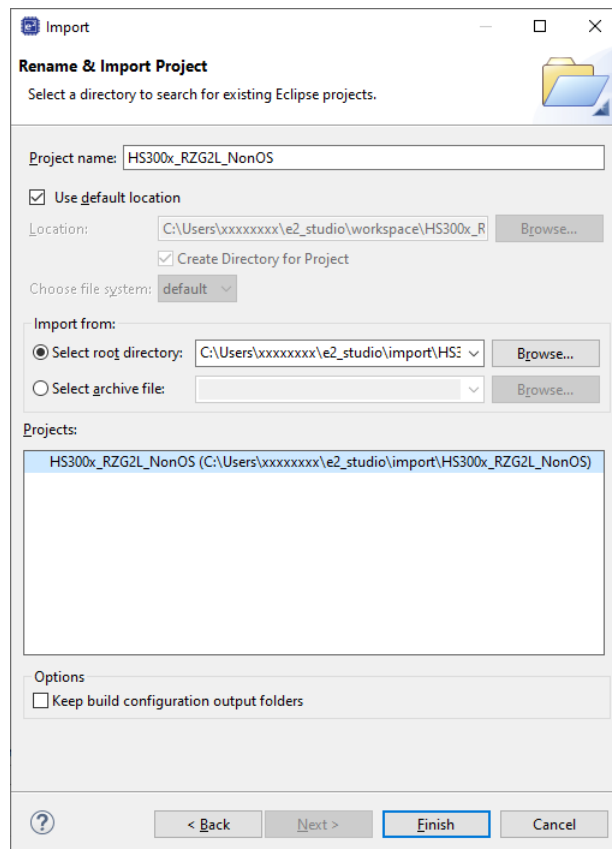 Import
Rename & Import Project
Select a directory to search for existing Eclipse projects.
Project name: HS300x_RZG2L_NonOS
Use default location
Location: C:\Users\xxxxxxxx\e2_studio\workspace\HS300x_R Browse...
Create Directory for Project
Choose file system: default
Import from:
Select root directory: C:\Users\xxxxxxxx\e2_studio\import\HS3 Browse...
Select archive file: Browse...
Projects:
HS300x_RZG2L_NonOS (C:\Users\xxxxxxxx\e2_studio\import\HS300x_RZG2L_NonOS)
Options
Keep build configuration output folders
? < Back Next > Finish Cancel